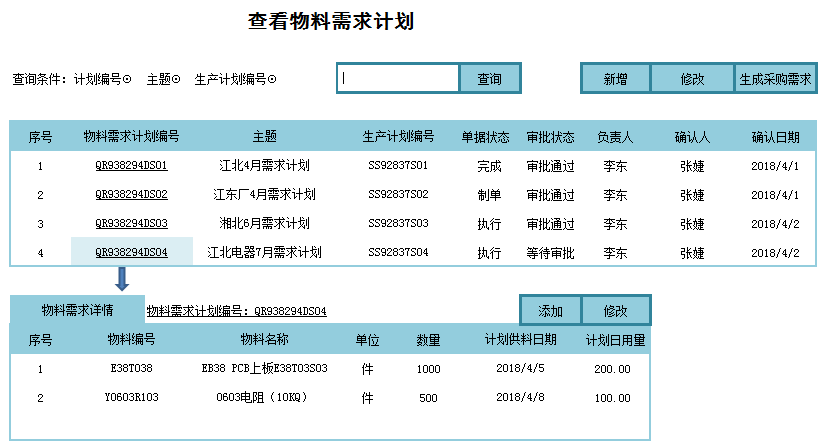 查看物料需求计划
查询条件：计划编号⊙ 主题⊙ 生产计划编号⊙ 查询 新增 修改 生成采购需求
序号 物料需求计划编号 主题 生产计划编号 单据状态 审批状态 负责人 确认人 确认日期
1 QR938294DS01 江北4月需求计划 SS92837S01 完成 审批通过 李东 张婕 2018/4/1
2 QR938294DS02 江东厂4月需求计划 SS92837S02 制单 审批通过 李东 张婕 2018/4/1
3 QR938294DS03 湘北6月需求计划 SS92837S03 执行 审批通过 李东 张婕 2018/4/2
4 QR938294DS04 江北电器7月需求计划 SS92837S04 执行 等待审批 李东 张婕 2018/4/2
物料需求详情 物料需求计划编号：QR938294DS04 添加 修改
序号 物料编号 物料名称 单位 数量 计划供料日期 计划日用量
1 E38T038 EB38 PCB上板E38T03S03 件 1000 2018/4/5 200.00
2 Y0603R103 0603电阻（10KQ） 件 500 2018/4/8 100.00